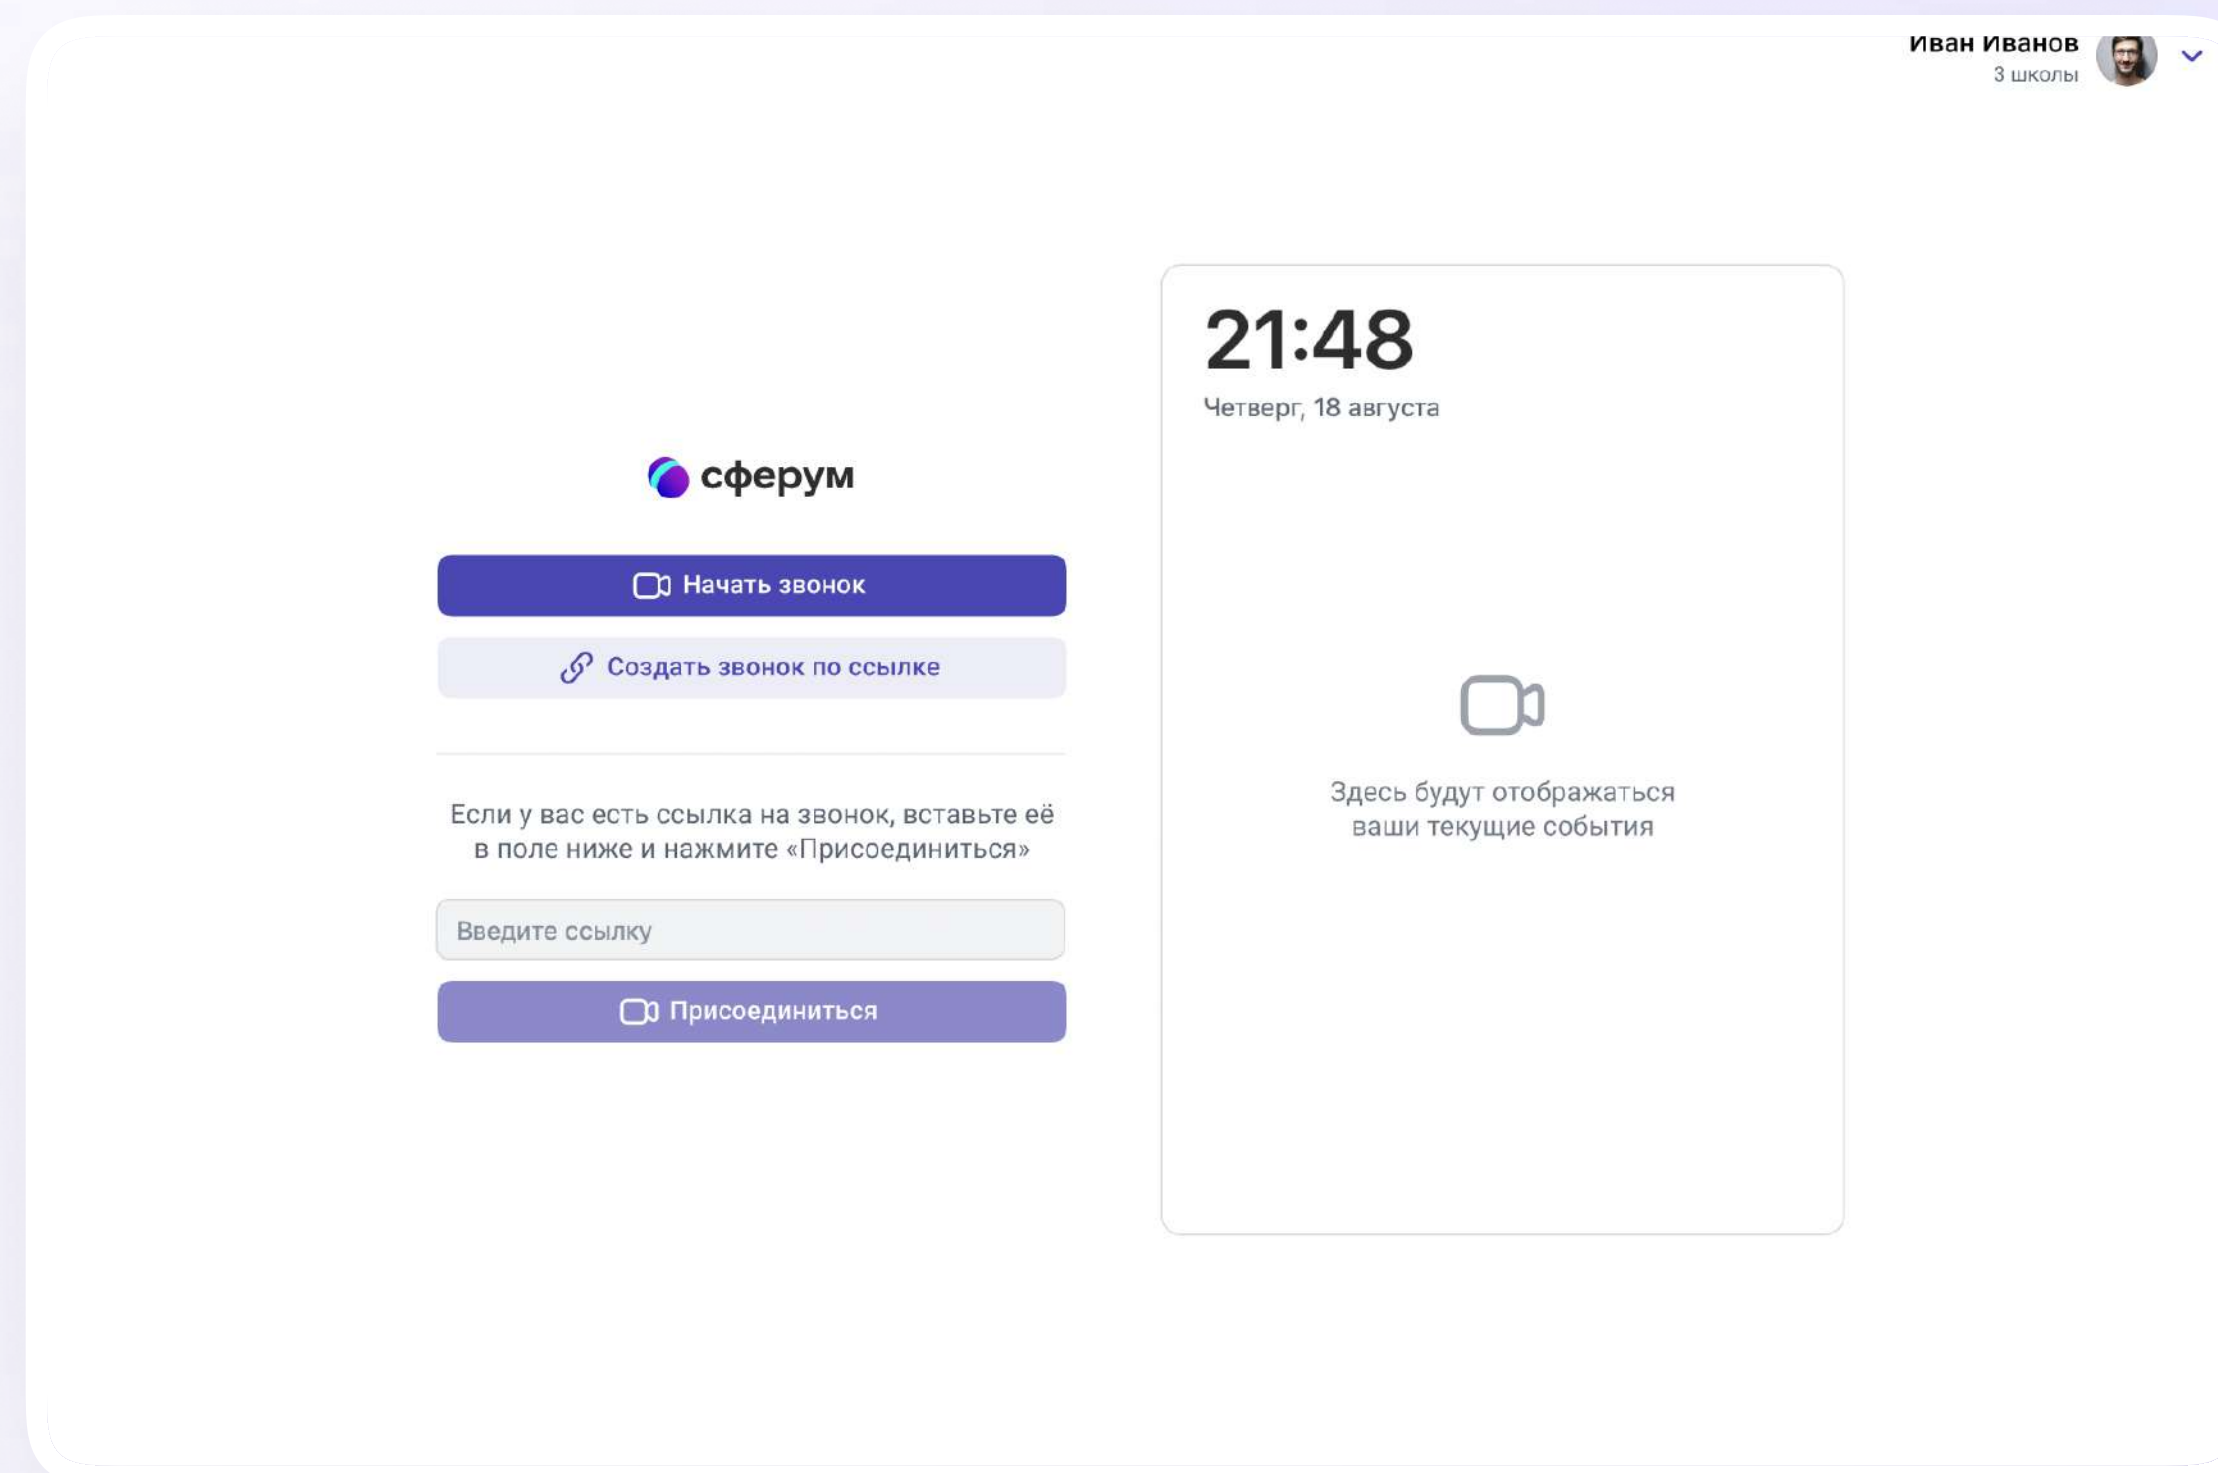 Иван Иванов
3 школы
сферум
Начать звонок
Создать звонок по ссылке
Если у вас есть ссылка на звонок, вставьте её
в поле ниже и нажмите «Присоединиться»
Введите ссылку
Присоединиться
21:48
Четверг, 18 августа
Здесь будут отображаться
ваши текущие события